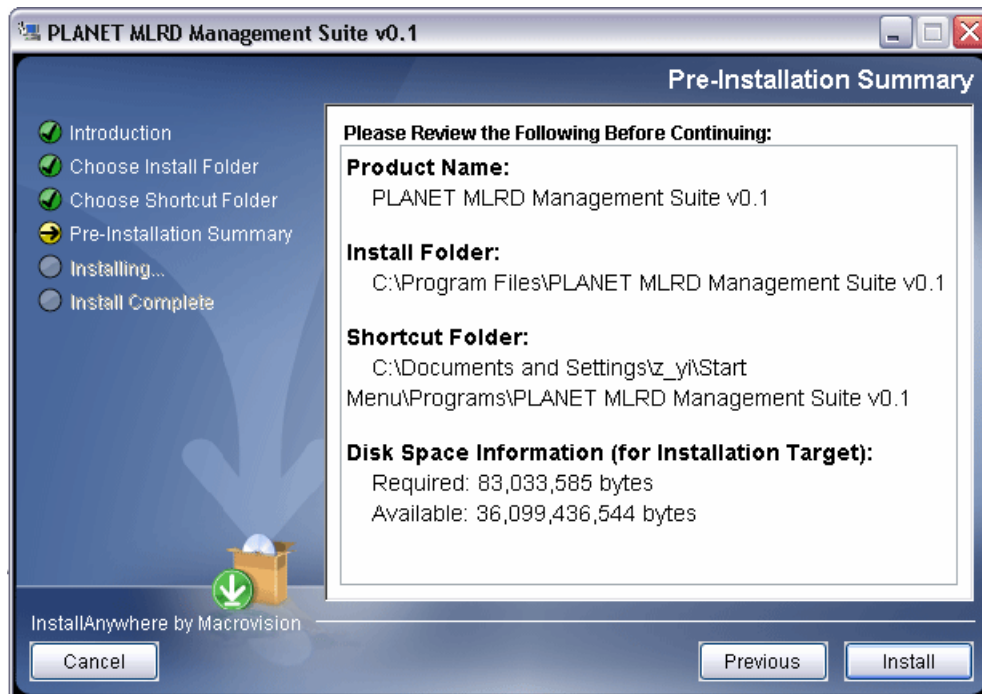 PLANET MLRD Management Suite v0.1
Pre-Installation Summary
Introduction
Choose Install Folder
Choose Shortcut Folder
Pre-Installation Summary
Installing...
Install Complete
Please Review the Following Before Continuing:
Product Name:
PLANET MLRD Management Suite v0.1
Install Folder:
C:\Program Files\PLANET MLRD Management Suite v0.1
Shortcut Folder:
C:\Documents and Settings\z_yi\Start
Menu\Programs\PLANET MLRD Management Suite v0.1
Disk Space Information (for Installation Target):
Required: 83,033,585 bytes
Available: 36,099,436,544 bytes
InstallAnywhere by Macrovision
Cancel
Previous
Install